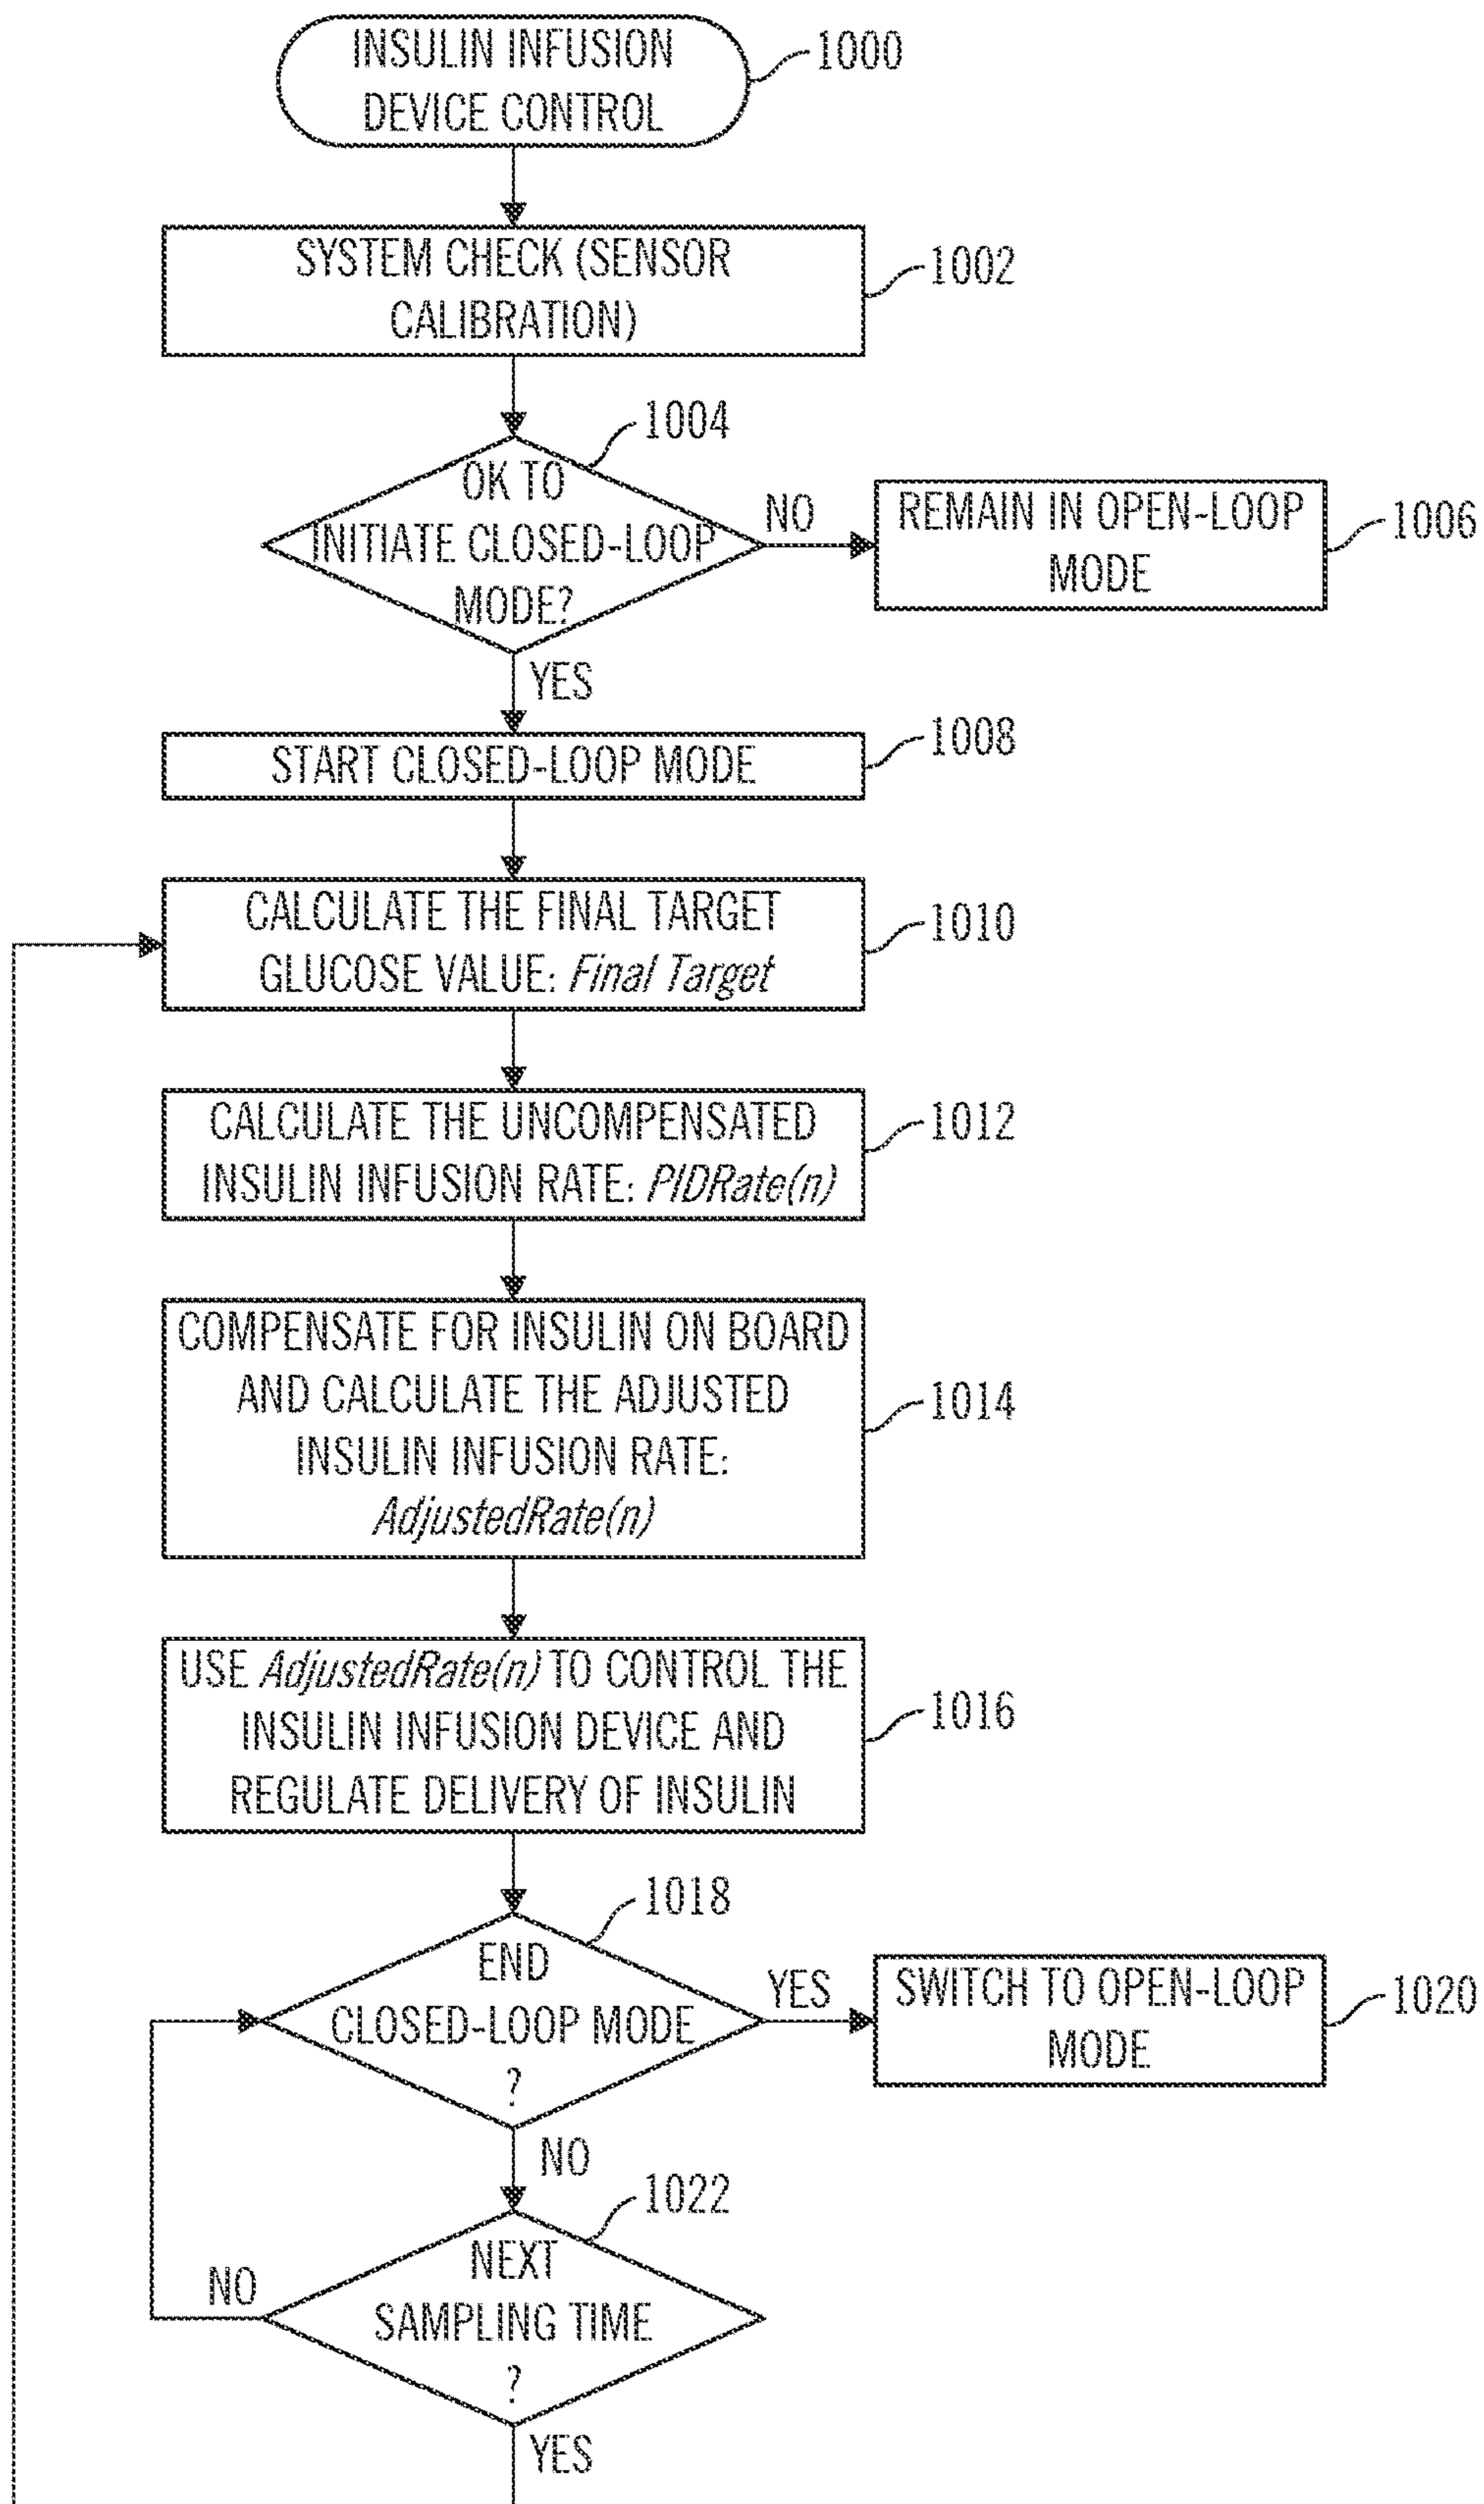 INSULIN INFUSION
DEVICE CONTROL
1000
SYSTEM CHECK (SENSOR
CALIBRATION)
1002
1004
OK TO
INITIATE CLOSED-LOOP
MODE?
NO
REMAIN IN OPEN-LOOP
MODE
1006
YES
START CLOSED-LOOP MODE
1008
CALCULATE THE FINAL TARGET
GLUCOSE VALUE: Final Target
1010
CALCULATE THE UNCOMPENSATED
INSULIN INFUSION RATE: PIDRate(n)
1012
COMPENSATE FOR INSULIN ON BOARD
AND CALCULATE THE ADJUSTED
INSULIN INFUSION RATE:
AdjustedRate(n)
1014
USE AdjustedRate(n) TO CONTROL THE
INSULIN INFUSION DEVICE AND
REGULATE DELIVERY OF INSULIN
1016
1018
END
CLOSED-LOOP MODE
?
YES
SWITCH TO OPEN-LOOP
MODE
1020
NO
1022
NEXT
SAMPLING TIME
?
NO
YES